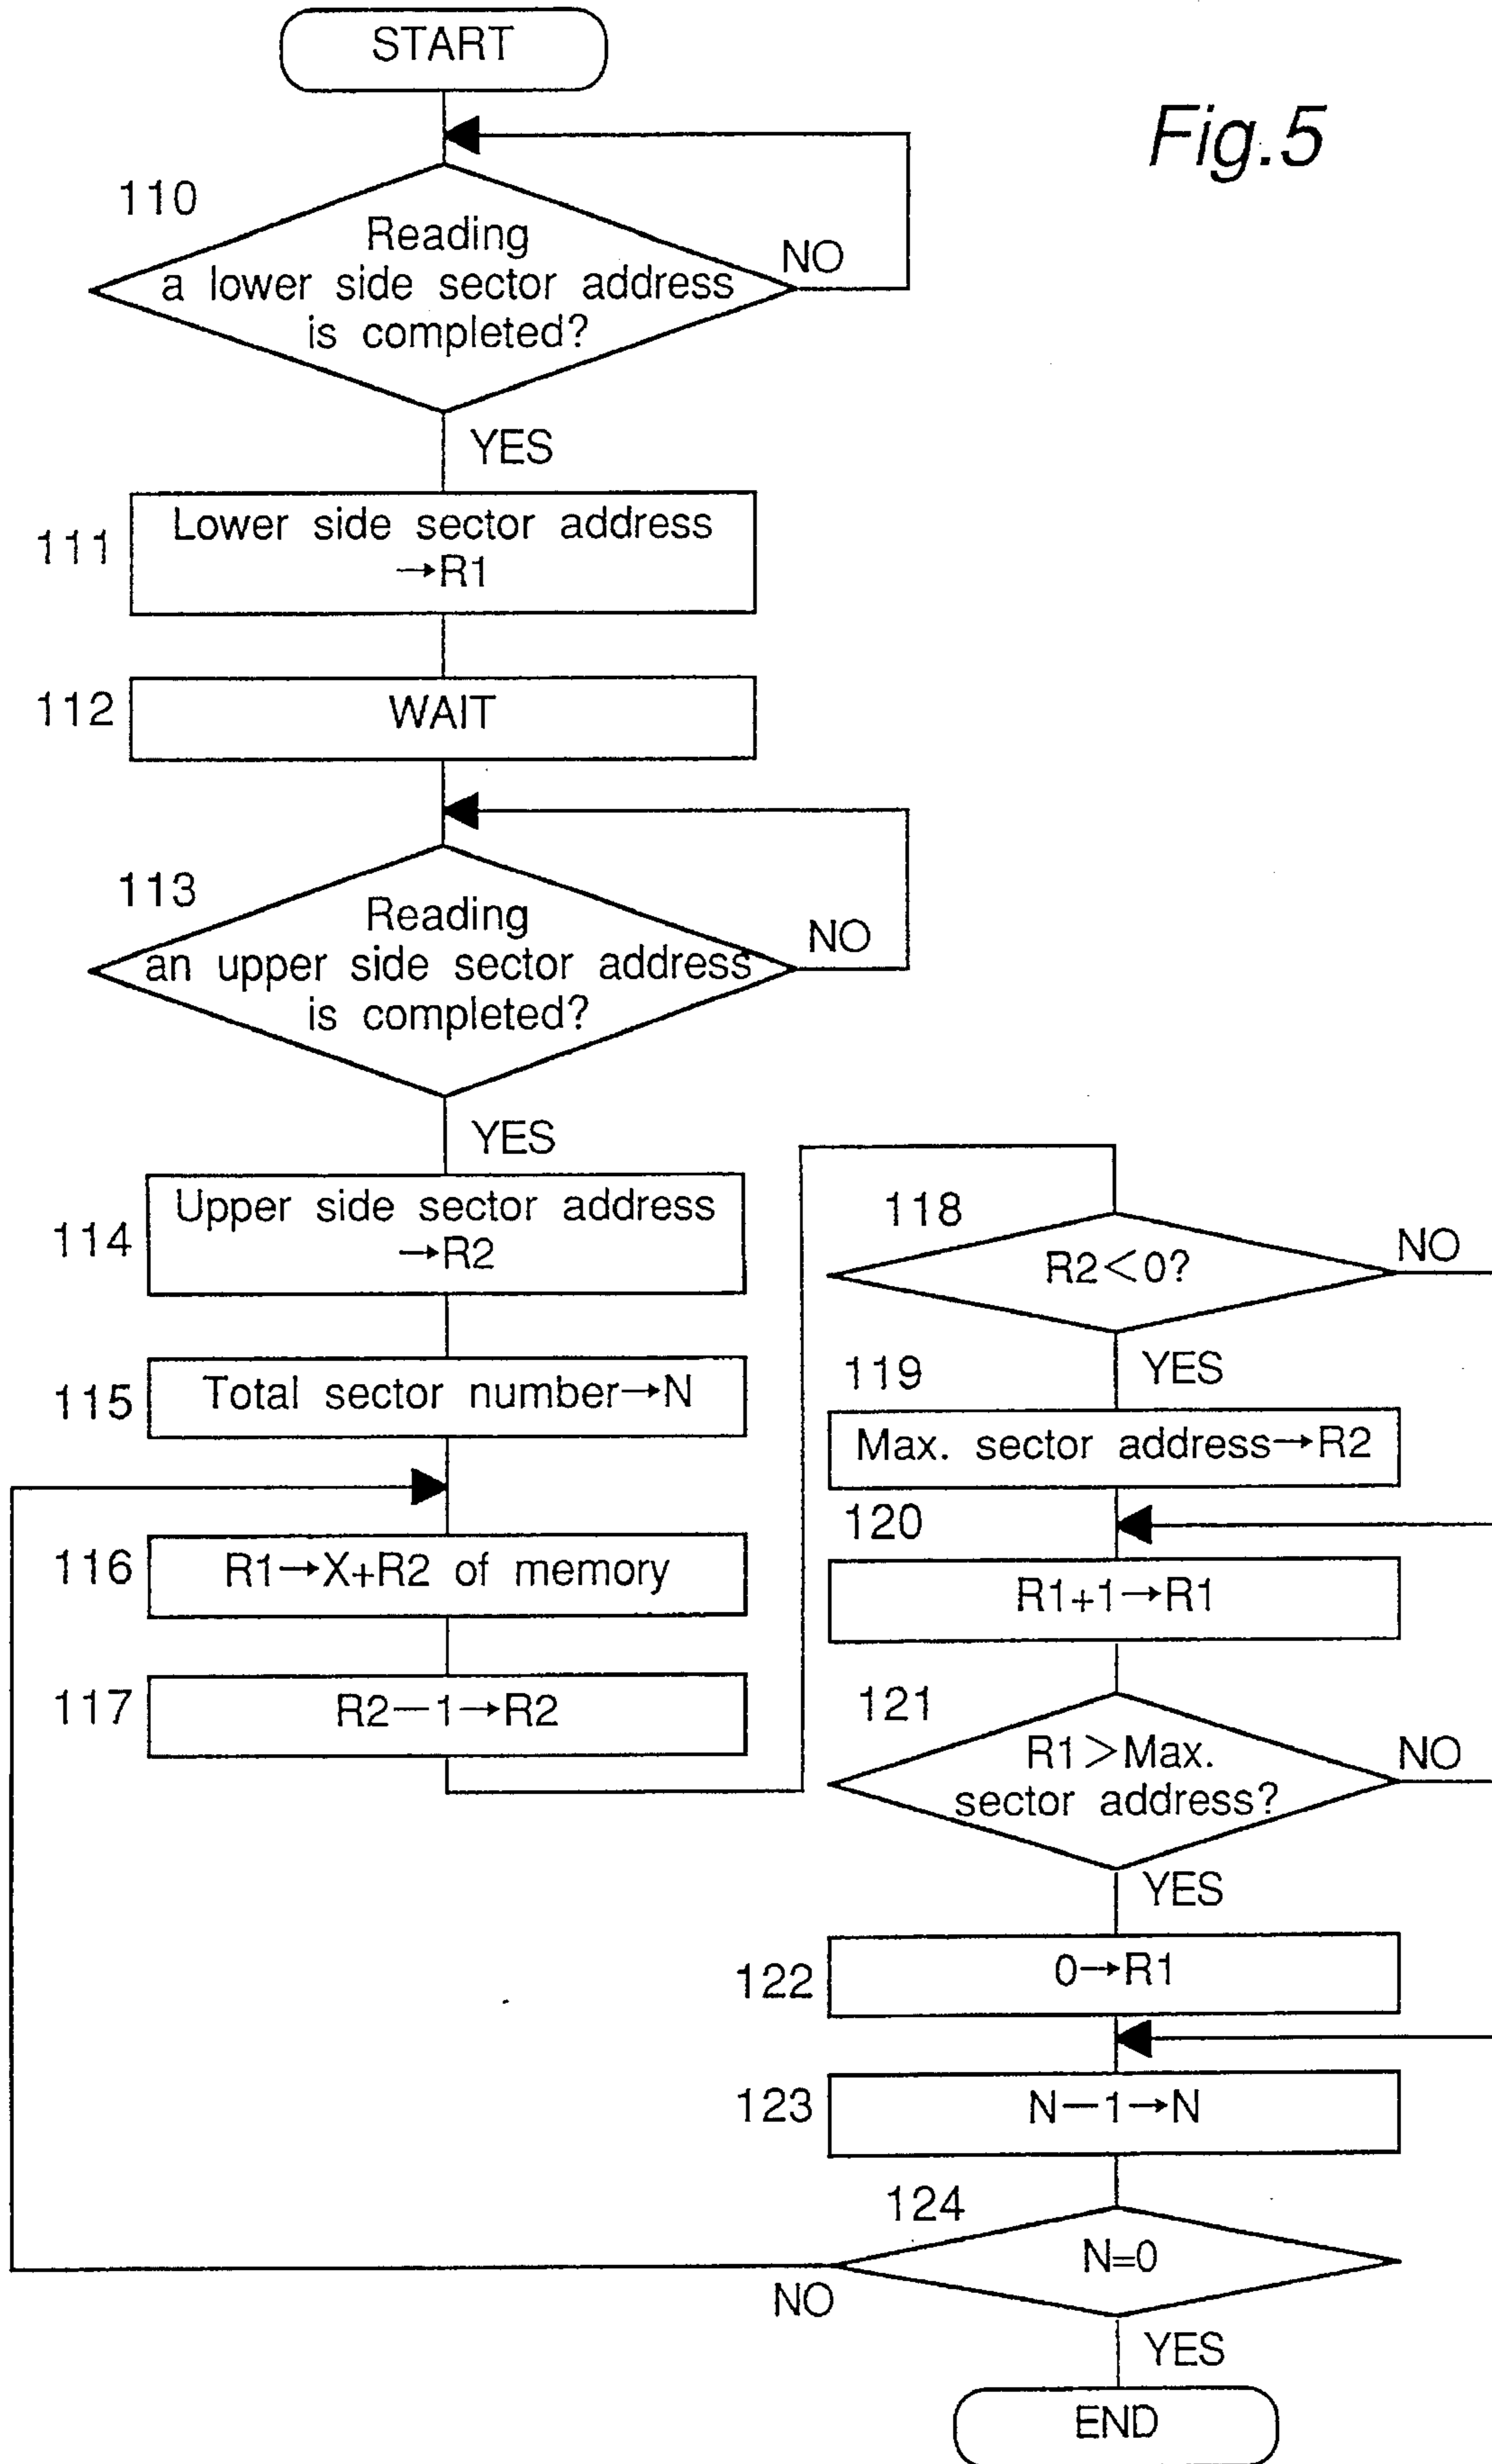 START
Fig.5
110
Reading
a lower side sector address
is completed?
NO
YES
111
Lower side sector address
→R1
112
WAIT
113
Reading
an upper side sector address
is completed?
NO
YES
114
Upper side sector address
→R2
115
Total sector number→N
116
R1→X+R2 of memory
117
R2−1→R2
118
R2<0?
NO
YES
119
Max. sector address→R2
120
R1+1→R1
121
R1>Max.
sector address?
NO
YES
122
0→R1
123
N−1→N
124
N=0
NO
YES
END